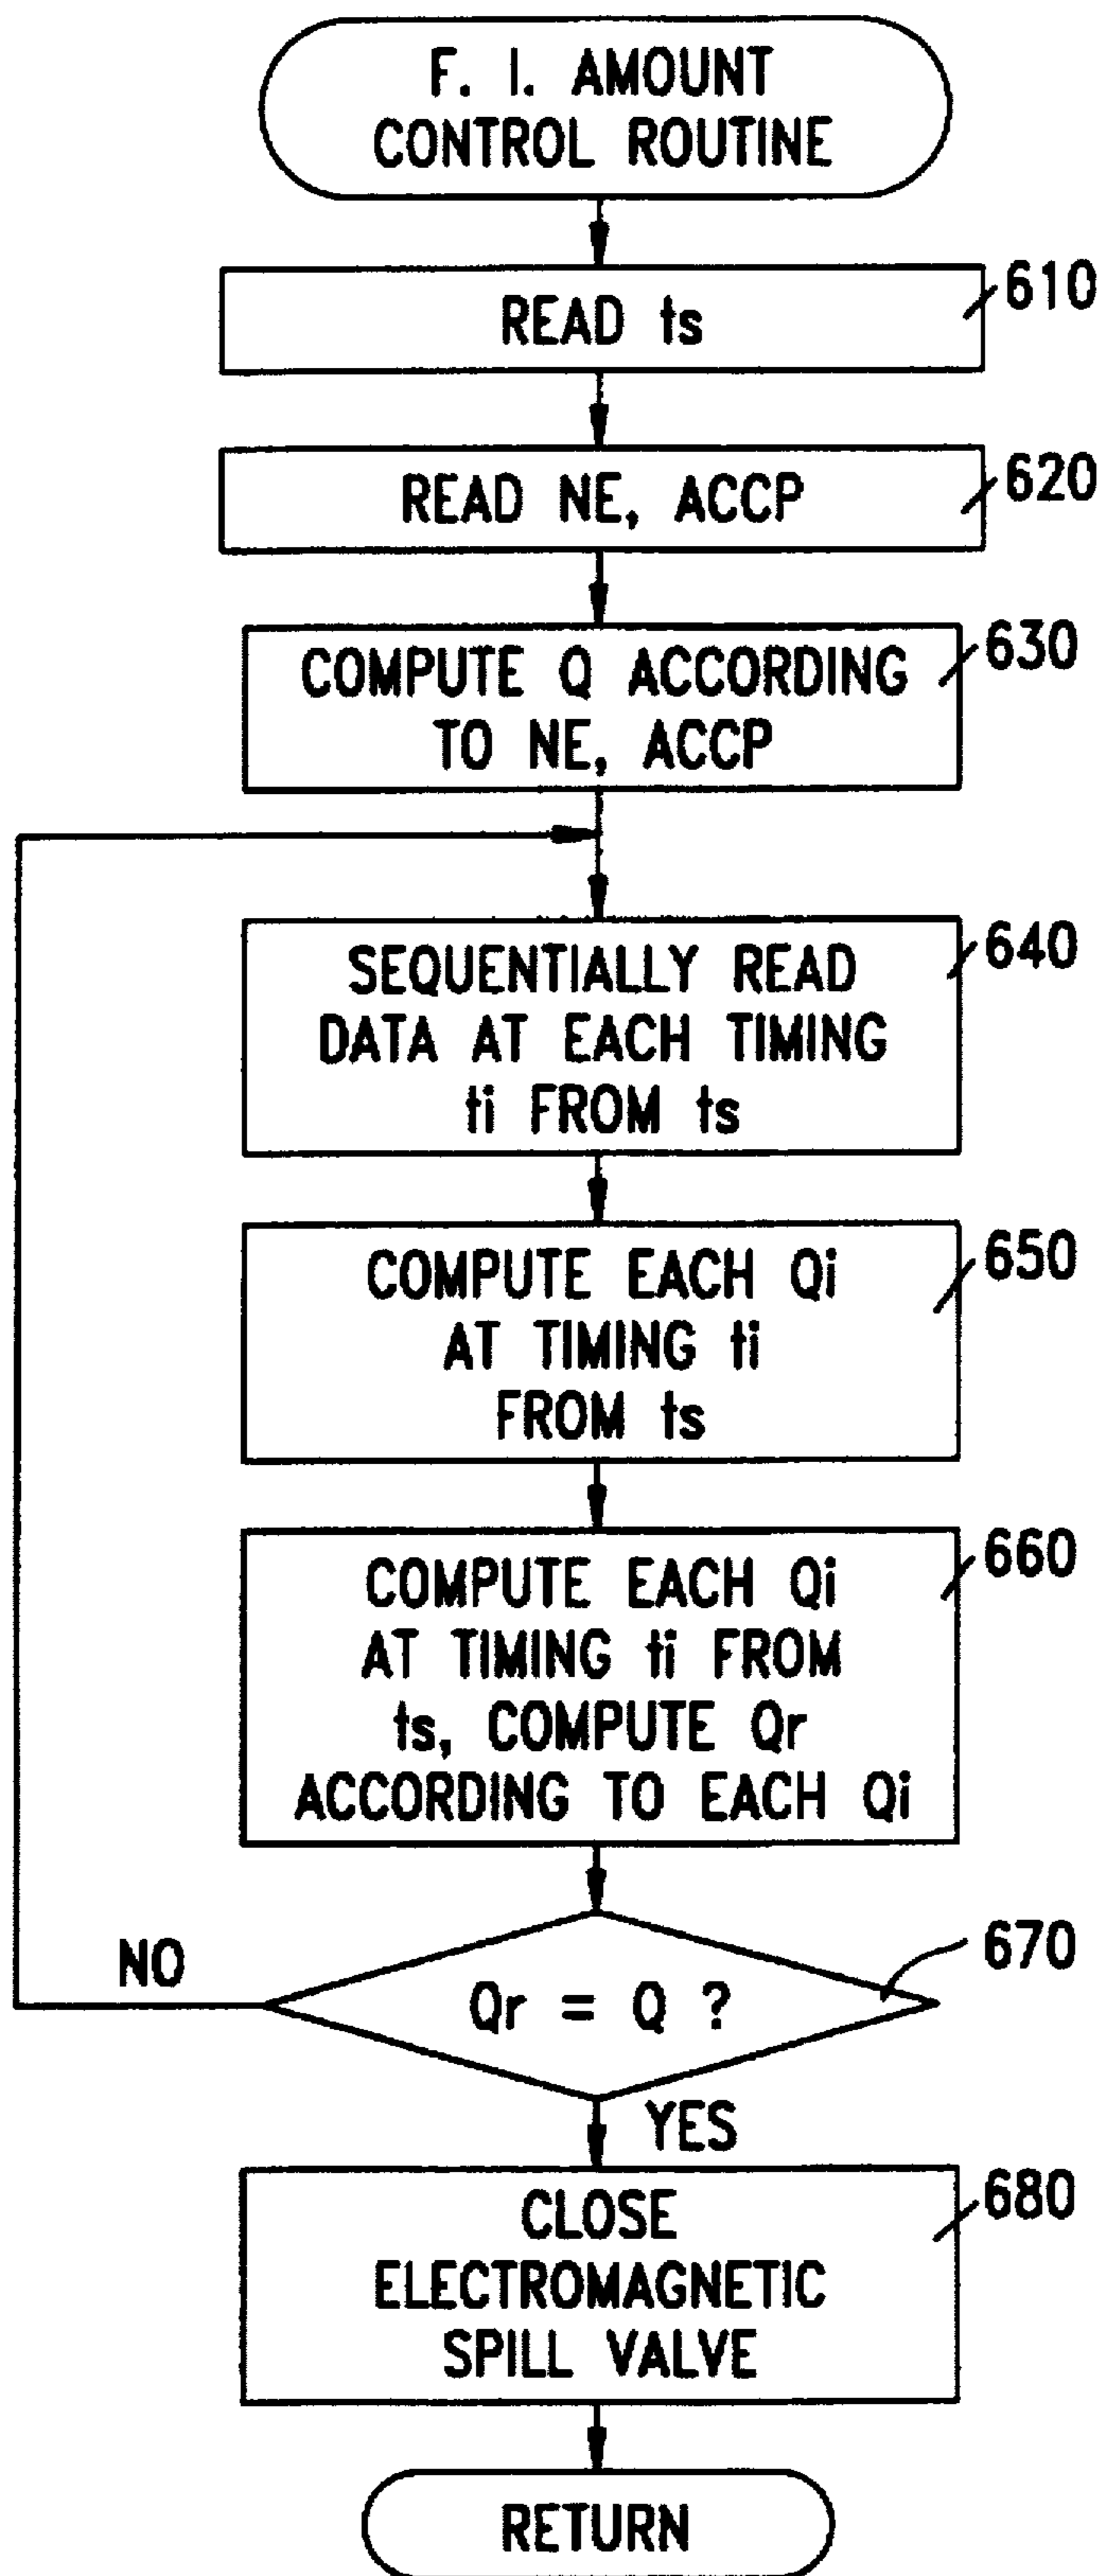 F. I. AMOUNT
CONTROL ROUTINE
READ ts
610
READ NE, ACCP
620
COMPUTE Q ACCORDING
TO NE, ACCP
630
SEQUENTIALLY READ
DATA AT EACH TIMING
ti FROM ts
640
COMPUTE EACH Qi
AT TIMING ti
FROM ts
650
COMPUTE EACH Qi
AT TIMING ti FROM
ts, COMPUTE Qr
ACCORDING TO EACH Qi
660
NO
Qr = Q ?
670
YES
CLOSE
ELECTROMAGNETIC
SPILL VALVE
680
RETURN